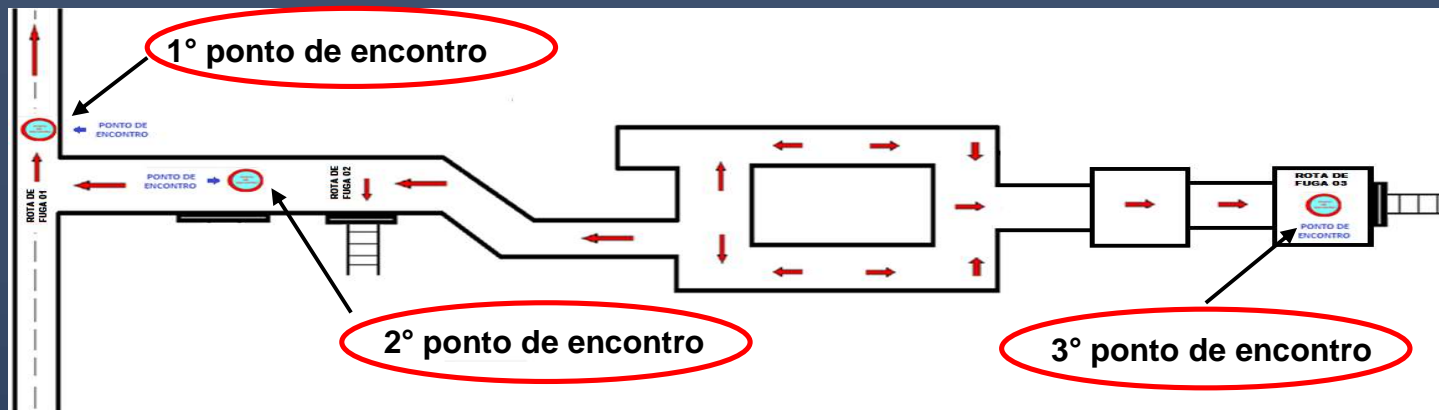 1° ponto de encontro
PONTO DE
ENCONTRO
PONTO DE
ENCONTRO
ROTA DE
FUGA 01
ROTA DE
FUGA 02
ROTA DE
FUGA 03
PONTO DE
ENCONTRO
2° ponto de encontro
3° ponto de encontro